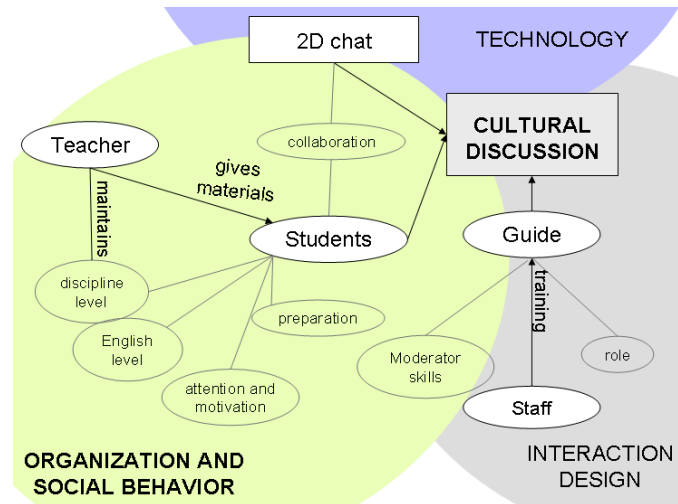 2D chat
TECHNOLOGY
Teacher
collaboration
CULTURAL
DISCUSSION
gives
materials
maintains
Students
Guide
discipline
level
training
English
level
preparation
Moderator
skills
role
attention and
motivation
Staff
ORGANIZATION AND
SOCIAL BEHAVIOR
INTERACTION
DESIGN